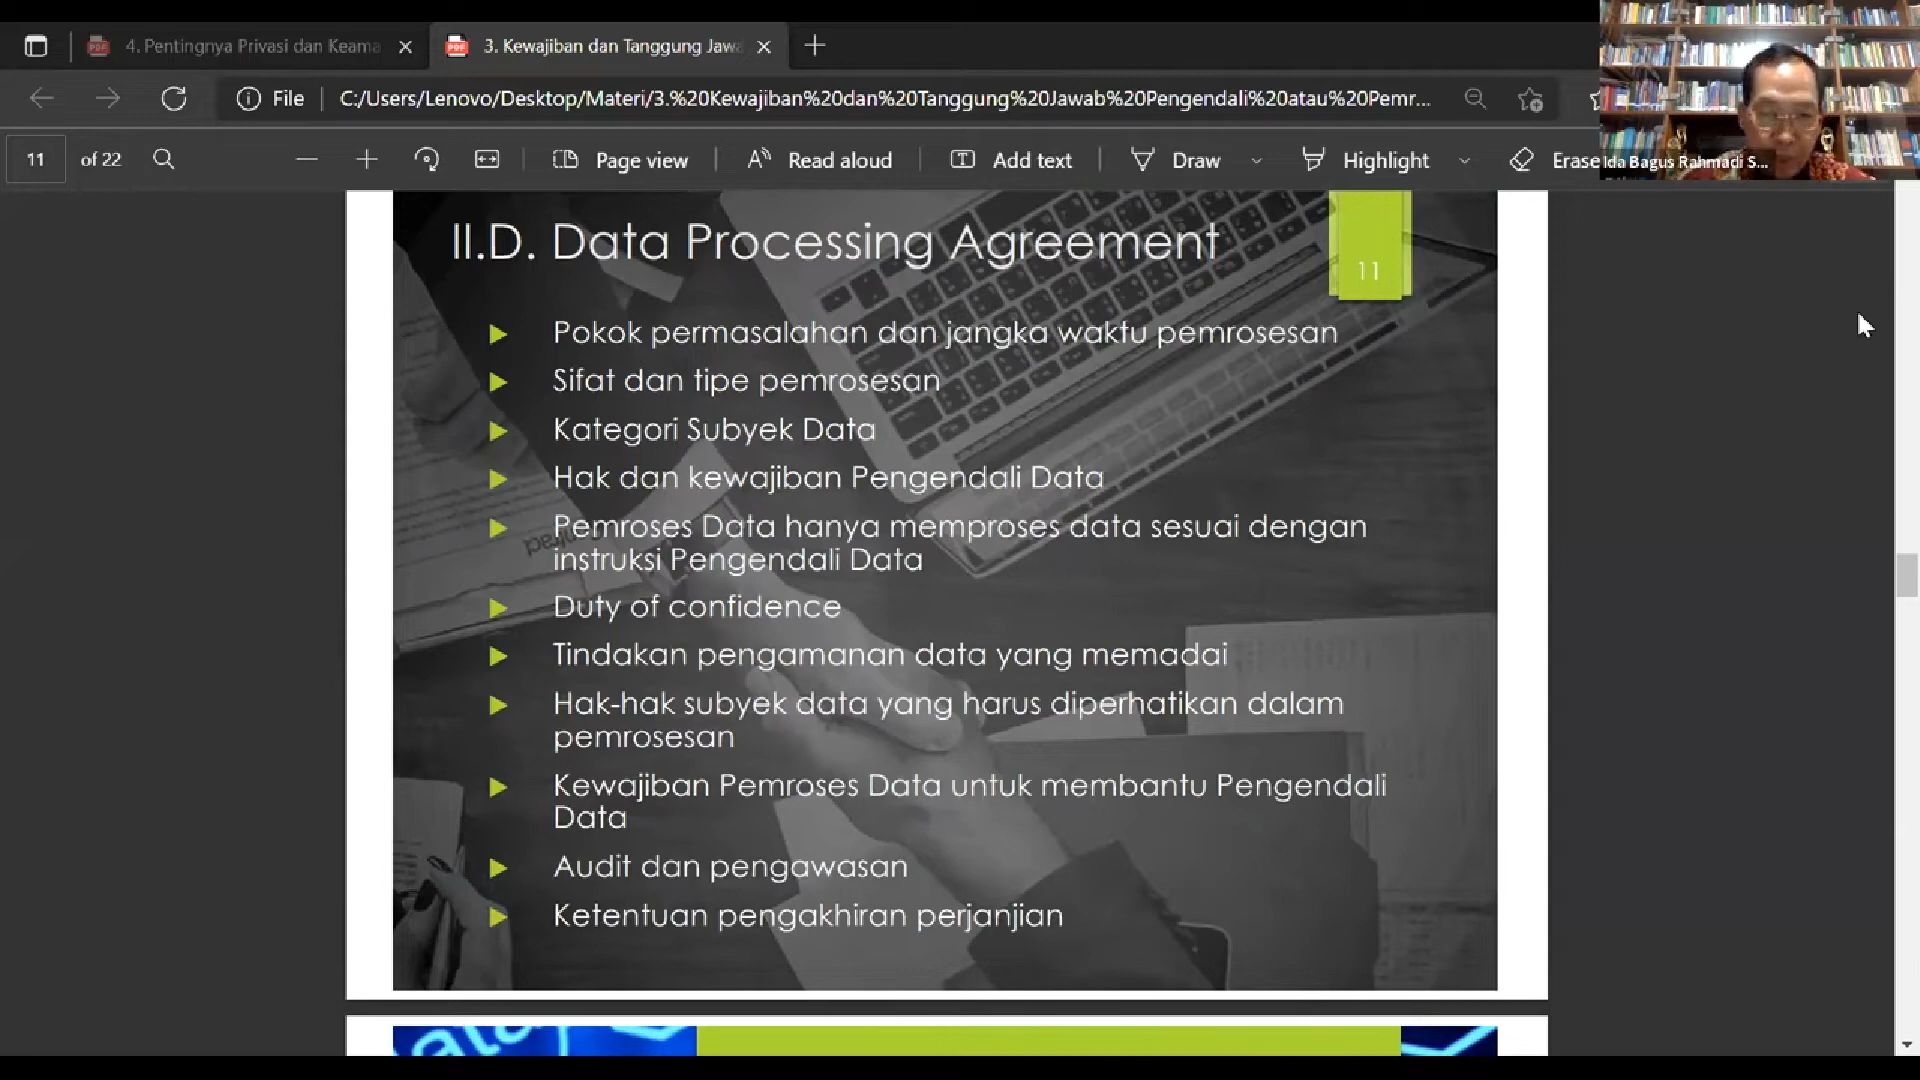 4. Pentingnya Privasi dan Keama
3. Kewajiban dan Tanggung Jaw
File
C:/Users/Lenovo/Desktop/Materi/3.%20Kewajiban%20dan%20Tanggung%20Jawab%20Pengendali%20atau%20Pemr...
11 of 22
Page view
Read aloud
Add text
Draw
Highlight
Erase
Ida Bagus Rahmadi S...
II.D. Data Processing Agreement
11
Pokok permasalahan dan jangka waktu pemrosesan
Sifat dan tipe pemrosesan
Kategori Subyek Data
Hak dan kewajiban Pengendali Data
Pemroses Data hanya memproses data sesuai dengan
instruksi Pengendali Data
Duty of confidence
Tindakan pengamanan data yang memadai
Hak-hak subyek data yang harus diperhatikan dalam
pemrosesan
Kewajiban Pemroses Data untuk membantu Pengendali
Data
Audit dan pengawasan
Ketentuan pengakhiran perjanjian